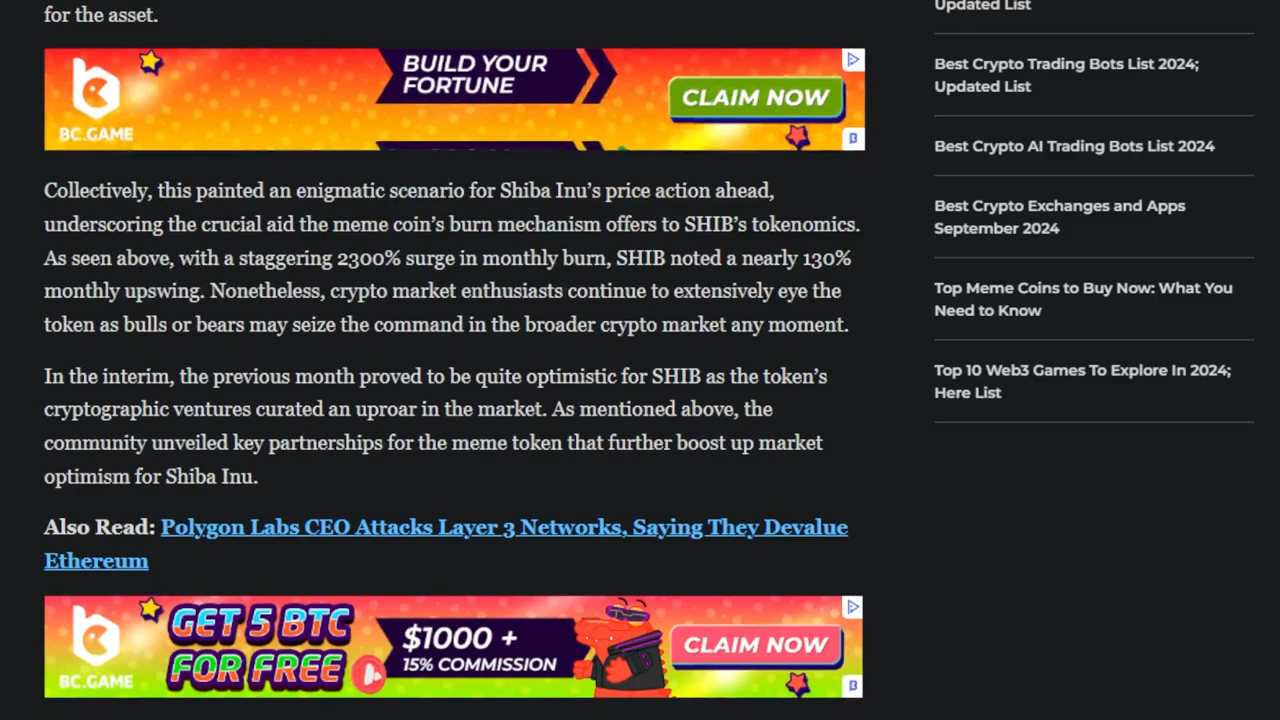 for the asset.
BC.GAME
BUILD YOUR
FORTUNE
CLAIM NOW
Collectively, this painted an enigmatic scenario for Shiba Inu’s price action ahead,
underscoring the crucial aid the meme coin’s burn mechanism offers to SHIB’s tokenomics.
As seen above, with a staggering 2300% surge in monthly burn, SHIB noted a nearly 130%
monthly upswing. Nonetheless, crypto market enthusiasts continue to extensively eye the
token as bulls or bears may seize the command in the broader crypto market any moment.
In the interim, the previous month proved to be quite optimistic for SHIB as the token’s
cryptographic ventures curated an uproar in the market. As mentioned above, the
community unveiled key partnerships for the meme token that further boost up market
optimism for Shiba Inu.
Also Read: Polygon Labs CEO Attacks Layer 3 Networks, Saying They Devalue
Ethereum
BC.GAME
GET 5 BTC
FOR FREE
$1000 +
15% COMMISSION
CLAIM NOW
Updated List
Best Crypto Trading Bots List 2024;
Updated List
Best Crypto AI Trading Bots List 2024
Best Crypto Exchanges and Apps
September 2024
Top Meme Coins to Buy Now: What You
Need to Know
Top 10 Web3 Games To Explore In 2024;
Here List